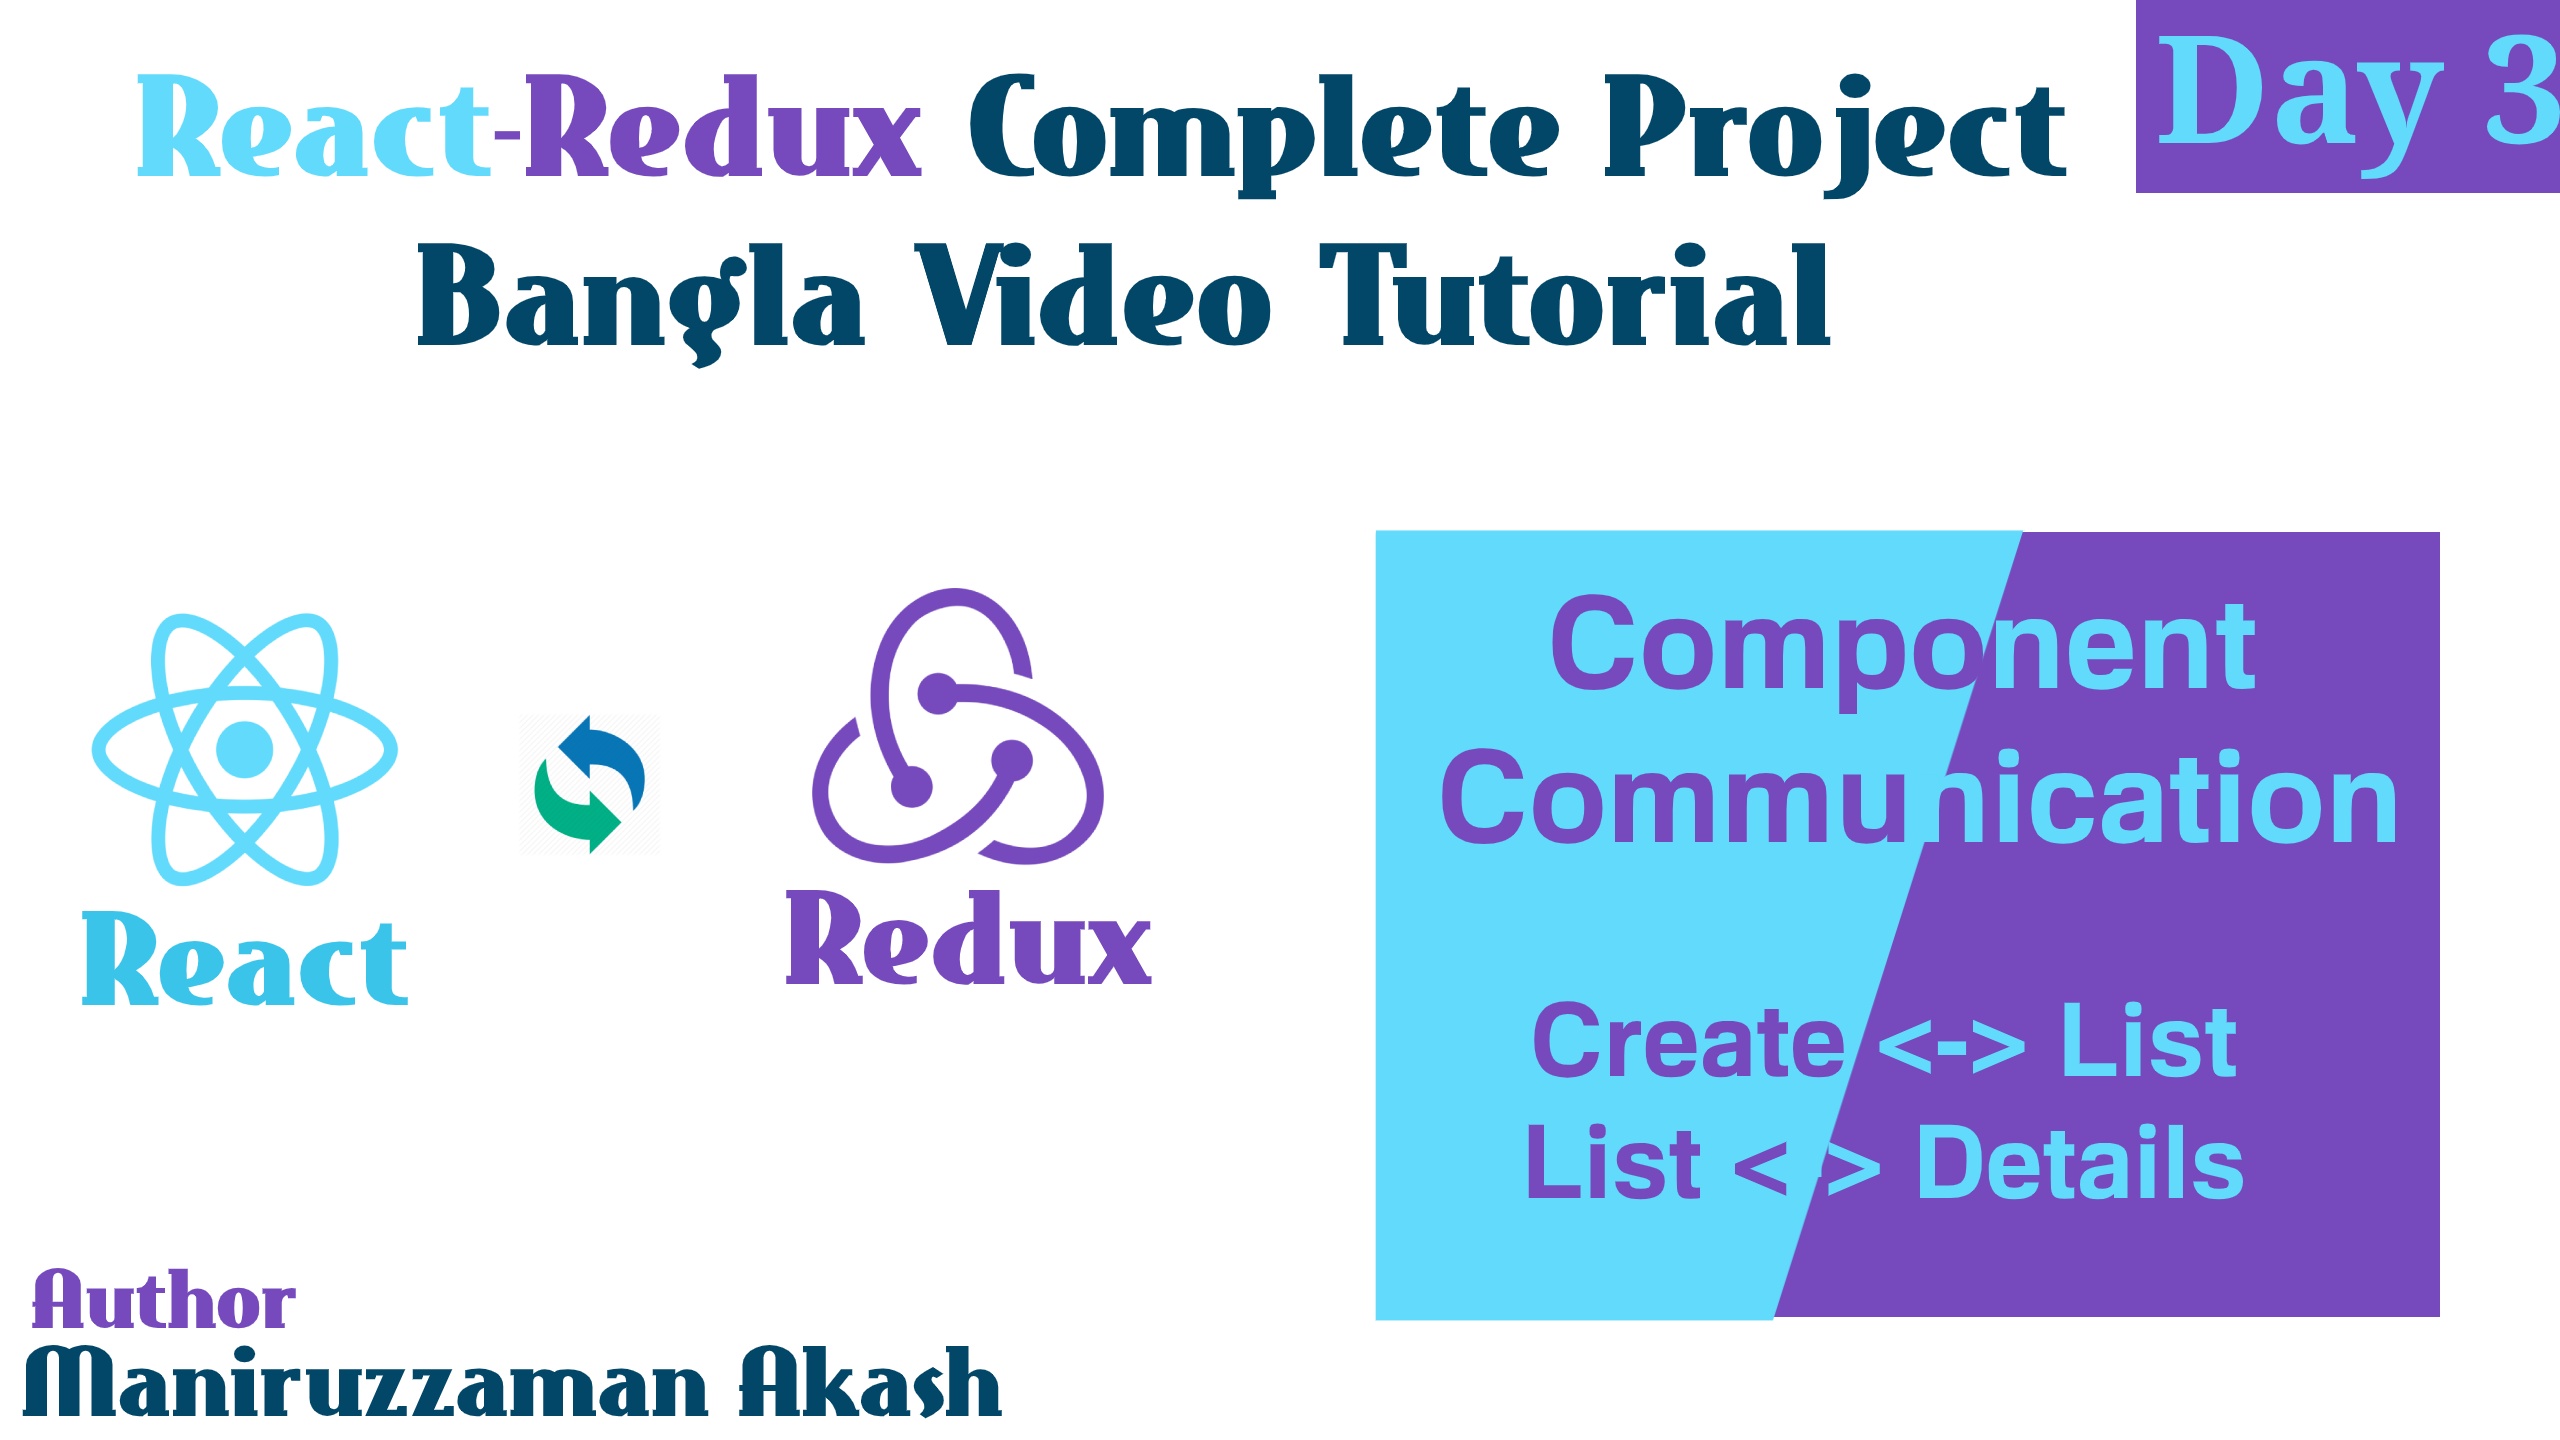 React-Redux Complete Project
Day 3
Bangla Video Tutorial
React
Redux
Component
Communication
Create <-> List
List <-> Details
Author
Maniruzzaman Akash